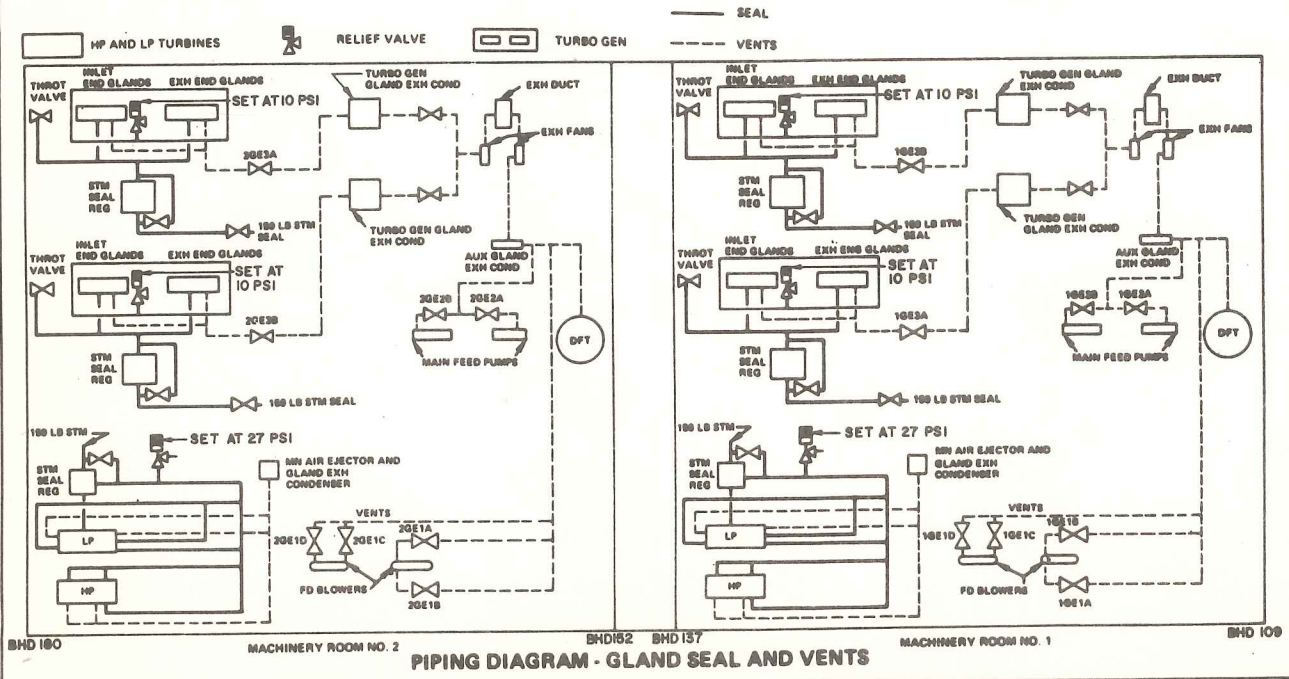 SEAL
HP AND LP TURBINES
RELIEF VALVE
TURBO GEN
VENTS
THROT VALVE
INLET END GLANDS
EXH END GLANDS
SET AT 10 PSI
TURBO GEN GLAND EXH COND
EXH DUCT
EXH FANS
2GE3A
STM SEAL REG
150 LB STM SEAL
TURBO GEN GLAND EXH COND
THROT VALVE
INLET END GLANDS
EXH END GLANDS
SET AT 10 PSI
AUX GLAND EXH COND
2GE3B
2GE2B
2GE2A
DFT
MAIN FEED PUMPS
STM SEAL REG
150 LB STM SEAL
150 LB STM
SET AT 27 PSI
STM SEAL REG
MN AIR EJECTOR AND GLAND EXH CONDENSER
LP
VENTS
2GE1D
2GE1C
2GE1A
HP
FD BLOWERS
2GE1B
BHD 180
MACHINERY ROOM NO. 2
BHD152
THROT VALVE
INLET END GLANDS
EXH END GLANDS
SET AT 10 PSI
TURBO GEN GLAND EXH COND
EXH DUCT
EXH FANS
1GE3B
STM SEAL REG
150 LB STM SEAL
TURBO GEN GLAND EXH COND
THROT VALVE
INLET END GLANDS
EXH END GLANDS
SET AT 10 PSI
AUX GLAND EXH COND
1GE3A
1GE2A
DFT
MAIN FEED PUMPS
STM SEAL REG
150 LB STM SEAL
150 LB STM
SET AT 27 PSI
STM SEAL REG
MN AIR EJECTOR AND GLAND EXH CONDENSER
LP
VENTS
1GE1D
1GE1C
1GE1B
HP
FD BLOWERS
1GE1A
BHD137
MACHINERY ROOM NO. 1
BHD 109
PIPING DIAGRAM - GLAND SEAL AND VENTS